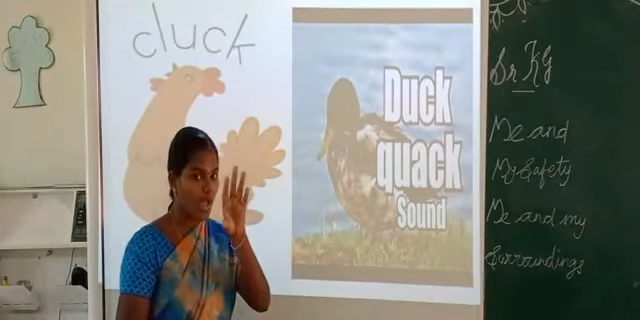 cluck
Duck
quack
Sound
Sr KG
Me and
My Safety
Me and my
Surroundings